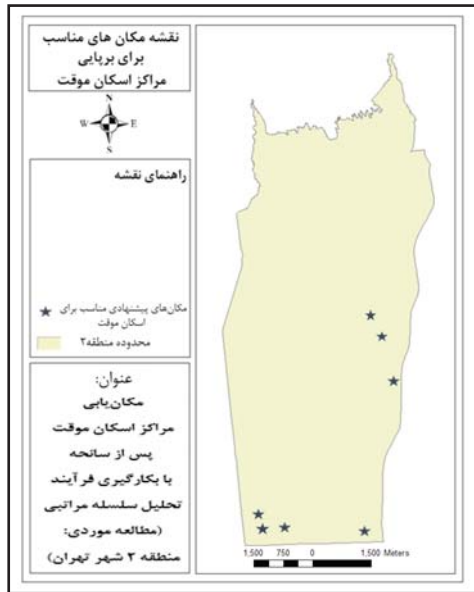 نقشه مکان های مناسب
برای برپایی
مراکز اسکان موقت
N
W
E
S
راهنمای نقشه
مکان‌های پیشنهادی مناسب برای
اسکان موقت
محدوده منطقه۲
عنوان:
مکان‌یابی
مراکز اسکان موقت
پس از سانحه
با بکارگیری فرآیند
تحلیل سلسله مراتبی
(مطالعه موردی:
منطقه ۲ شهر تهران)
1,500 750 0 1,500 Meters